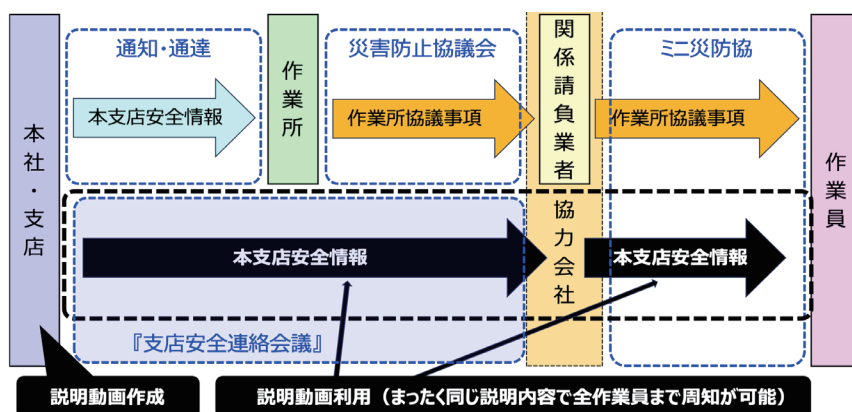 本社・支店
通知・通達
本支店安全情報
作業所
災害防止協議会
作業所協議事項
関係請負業者
協力会社
ミニ災防協
作業所協議事項
作業員
本支店安全情報
本支店安全情報
『支店安全連絡会議』
説明動画作成
説明動画利用（まったく同じ説明内容で全作業員まで周知が可能）